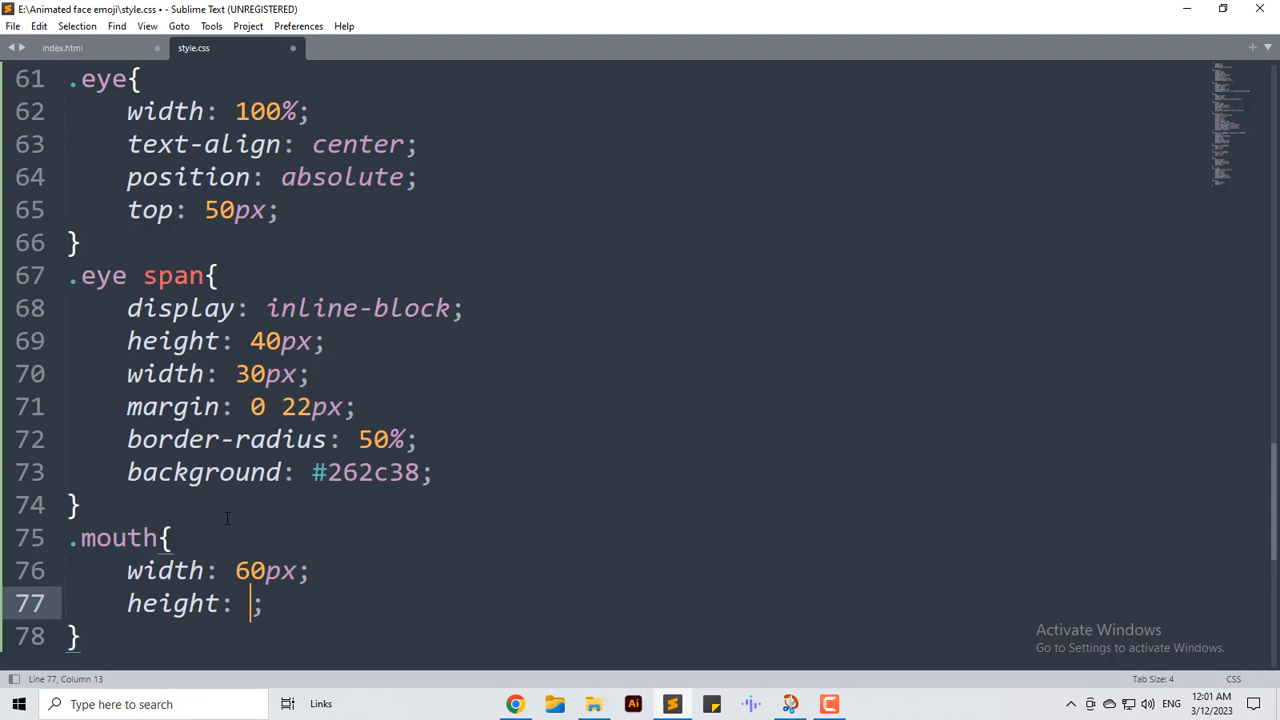 E:\Animated face emoji\style.css • - Sublime Text (UNREGISTERED)
File Edit Selection Find View Goto Tools Project Preferences Help
index.html style.css
61 .eye{
62 width: 100%;
63 text-align: center;
64 position: absolute;
65 top: 50px;
66 }
67 .eye span{
68 display: inline-block;
69 height: 40px;
70 width: 30px;
71 margin: 0 22px;
72 border-radius: 50%;
73 background: #262c38;
74 }
75 .mouth{
76 width: 60px;
77 height: ;
78 }
Activate Windows
Go to Settings to activate Windows.
Line 77, Column 13 Tab Size: 4 CSS
Type here to search Links Ai 12:01 AM
3/12/2023